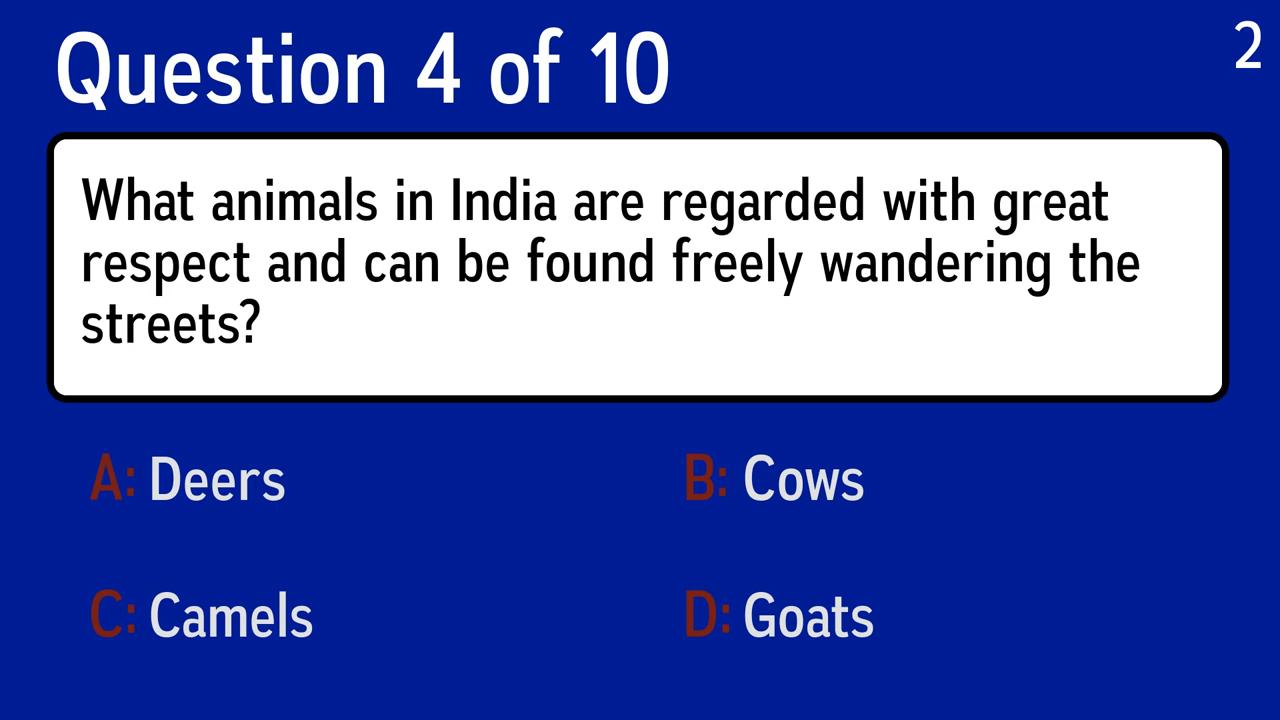 Question 4 of 10
2
What animals in India are regarded with great
respect and can be found freely wandering the
streets?
A: Deers
B: Cows
C: Camels
D: Goats